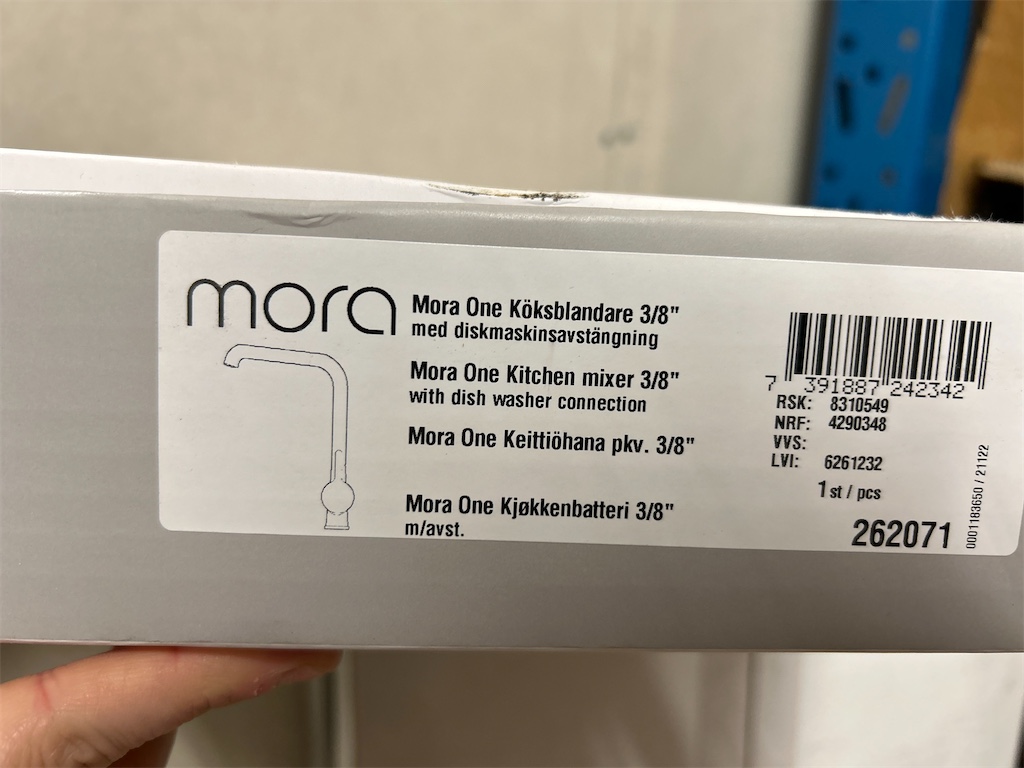 mora
Mora One Köksblandare 3/8"
med diskmaskinsavstängning
Mora One Kitchen mixer 3/8"
with dish washer connection
Mora One Keittiöhana pkv. 3/8"
Mora One Kjøkkenbatteri 3/8"
m/avst.
7 391887 242342
RSK: 8310549
NRF: 4290348
VVS:
LVI: 6261232
1 st / pcs
262071
0001183650 / 21122